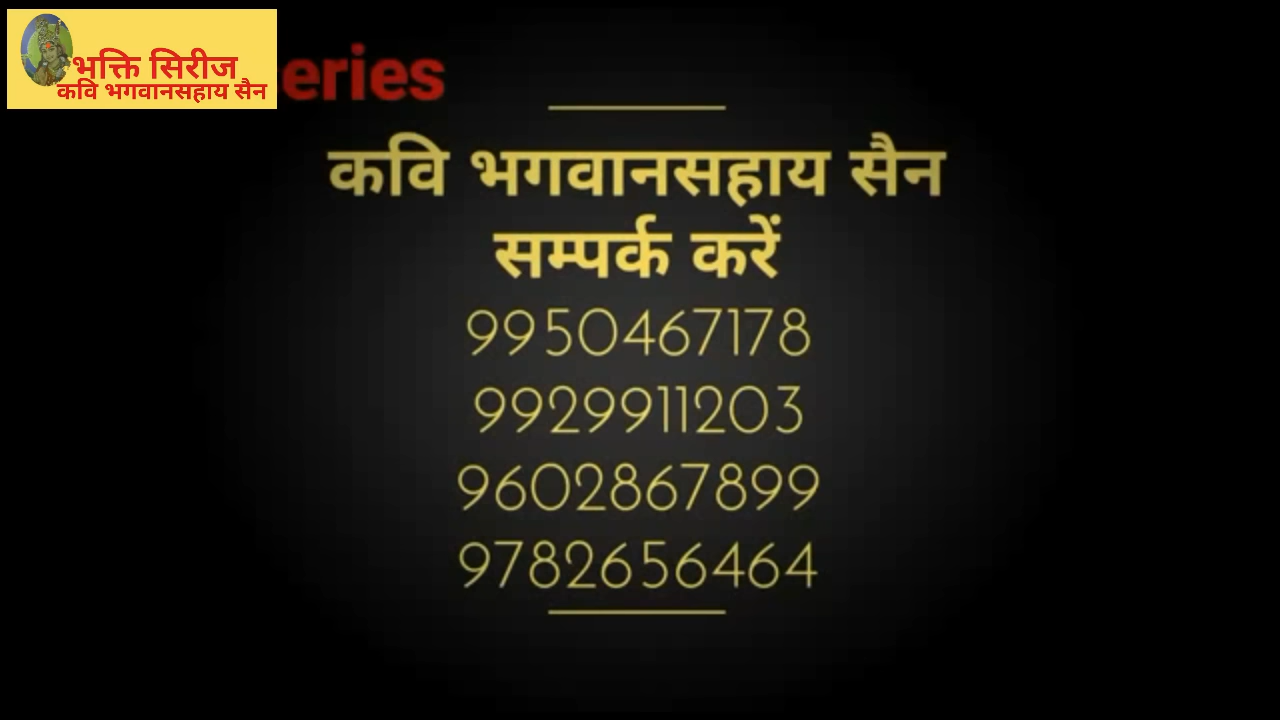 भक्ति सिरीज
कवि भगवानसहाय सैन
eries
कवि भगवानसहाय सैन
सम्पर्क करें
9950467178
9929911203
9602867899
9782656464